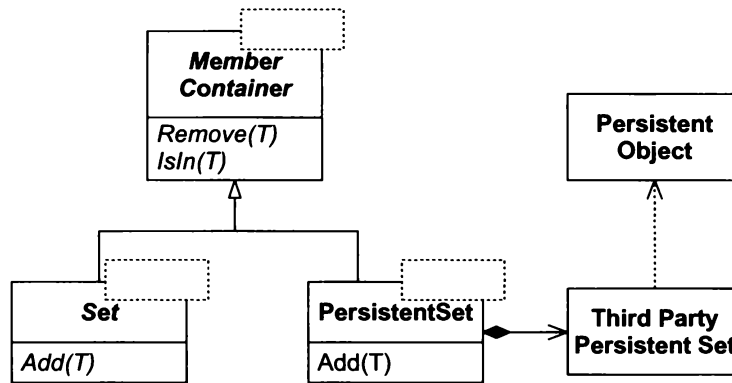 Member
Container
Remove(T)
IsIn(T)
Persistent
Object
Set
Add(T)
PersistentSet
Add(T)
Third Party
Persistent Set